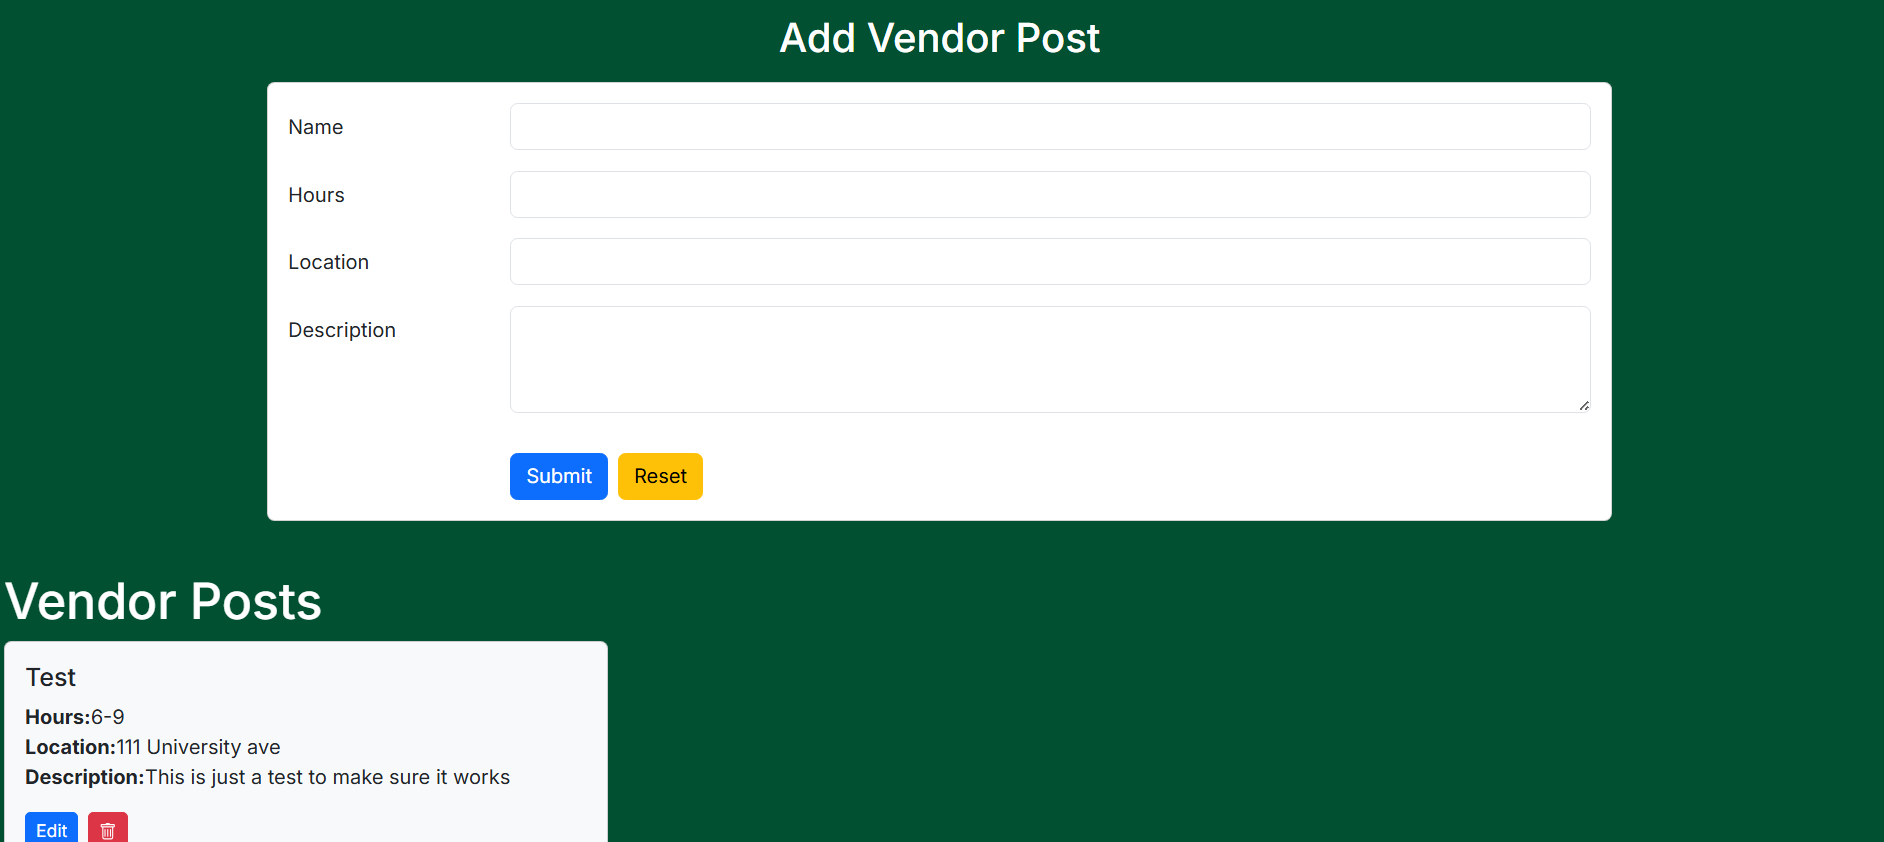 Add Vendor Post
Name
Hours
Location
Description
Submit Reset
Vendor Posts
Test
Hours:6-9
Location:111 University ave
Description:This is just a test to make sure it works
Edit